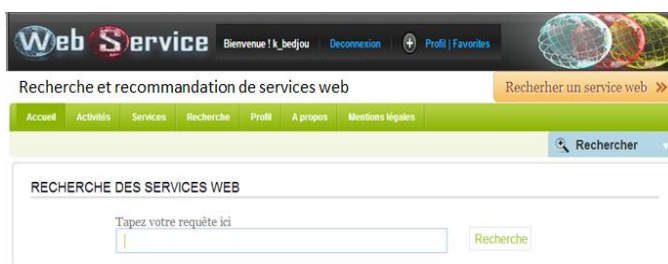 Web Service Bienvenue ! k_bedjou Deconnexion Profil | Favorites
Recherche et recommandation de services web Recherher un service web »
Accueil Activités Services Recherche Profil A propos Mentions légales
Rechercher
RECHERCHE DES SERVICES WEB
Tapez votre requête ici
Recherche